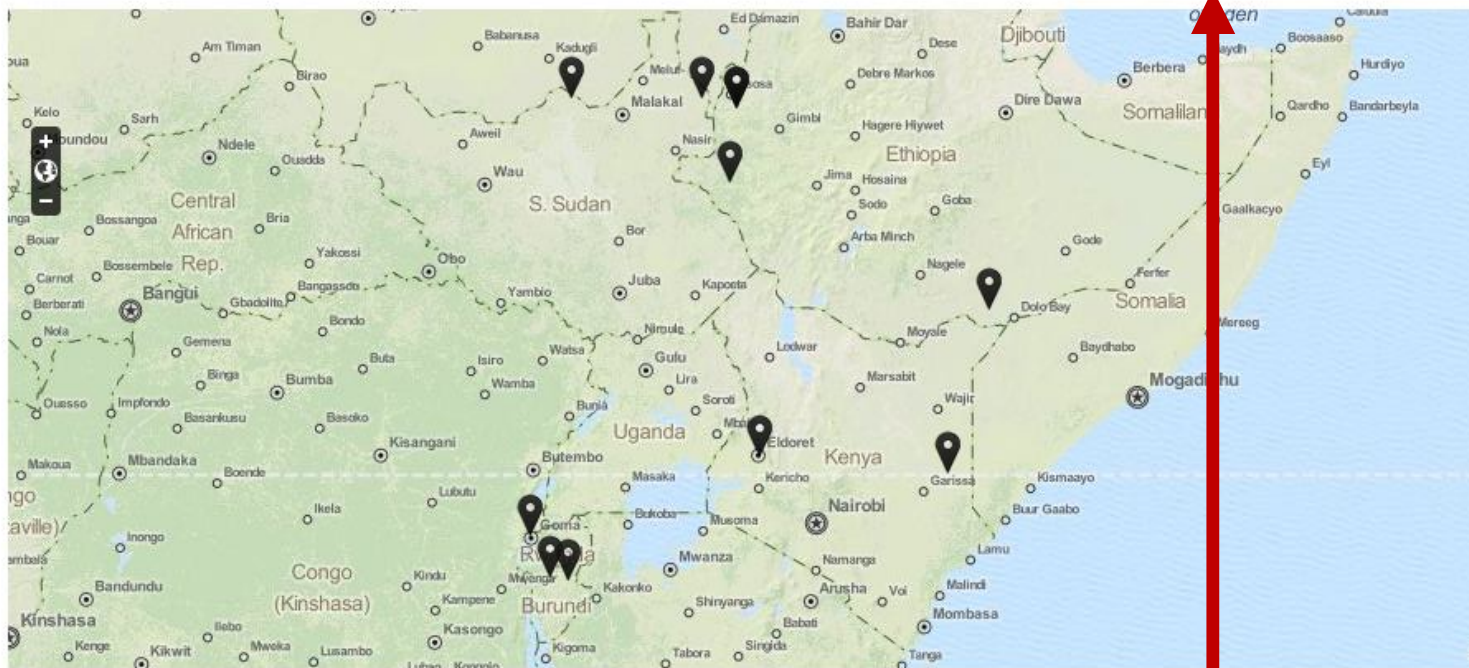 Babanusa
Ed Damazin
Bahir Dar
Djibouti
Boosaaso
Am Timan
Kadugli
Dese
Birao
Debre Markos
Berbera
Hurdiyo
Kelo
Sarh
Malakal
Dire Dawa
Qardho
Bandarbeyla
+
Ndele
Aweil
Nasir
Gimbi
Hagere Hiywet
Ouadda
Ethiopia
Wau
Jima
Hosaina
Eyl
−
Central
African
Rep.
S. Sudan
Sodo
Goba
Gaalkacyo
Bossangoa
Bria
Bor
Arba Minch
Gode
Bouar
Yakossi
Obo
Nagele
Bossembele
Ferfer
Carnot
Bangassou
Juba
Kapoeta
Somalia
Berberati
Bangui
Gbadolite
Yambio
Dolo Bay
Nola
Bondo
Nimule
Moyale
Mereeg
Gemena
Buta
Isiro
Watsa
Gulu
Lodwar
Baydhabo
Binga
Bumba
Wamba
Lira
Marsabit
Ouesso
Impfondo
Basankusu
Basoko
Bunia
Soroti
Wajir
Uganda
Kisangani
Eldoret
Kenya
Makoua
Mbandaka
Boende
Butembo
Masaka
Kericho
Garissa
Kismaayo
Lubutu
Ikela
Goma
Bukoba
Musoma
Nairobi
Buur Gaabo
Inongo
Mwanza
Namanga
Lamu
Bandundu
Congo
(Kinshasa)
Kindu
Burundi
Kakonko
Arusha
Voi
Malindi
Kampene
Shinyanga
Mombasa
Kinshasa
Ilebo
Kasongo
Babati
Kenge
Kikwit
Mweka
Lusambo
Kigoma
Tabora
Singida
Tanga